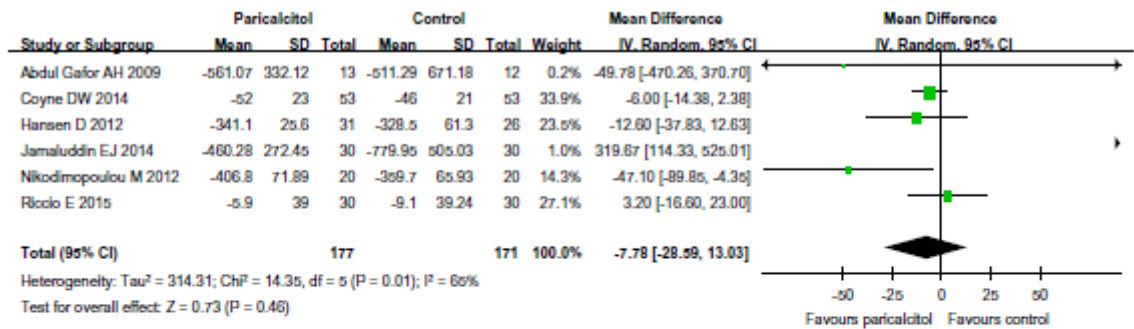 Paricalcitol Control Mean Difference Mean Difference
Study or Subgroup Mean SD Total Mean SD Total Weight IV, Random, 95% CI IV, Random, 95% CI
Abdul Gafor AH 2009 -561.07 332.12 13 -511.29 671.18 12 0.2% -49.78 [-470.26, 370.70]
Coyne DW 2014 -52 23 53 -46 21 53 33.9% -6.00 [-14.38, 2.38]
Hansen D 2012 -341.1 25.6 31 -328.5 61.3 26 23.5% -12.60 [-37.83, 12.63]
Jamaluddin EJ 2014 -460.28 272.45 30 -779.95 505.03 30 1.0% 319.67 [114.33, 525.01]
Nikodimopoulou M 2012 -406.8 71.89 20 -359.7 65.93 20 14.3% -47.10 [-89.85, -4.35]
Riccio E 2015 -5.9 39 30 -9.1 39.24 30 27.1% 3.20 [-16.60, 23.00]
Total (95% CI) 177 171 100.0% -7.78 [-28.59, 13.03]
Heterogeneity: Tau² = 314.31; Chi² = 14.35, df = 5 (P = 0.01); I² = 65%
Test for overall effect: Z = 0.73 (P = 0.46)
-50 -25 0 25 50
Favours paricalcitol Favours control